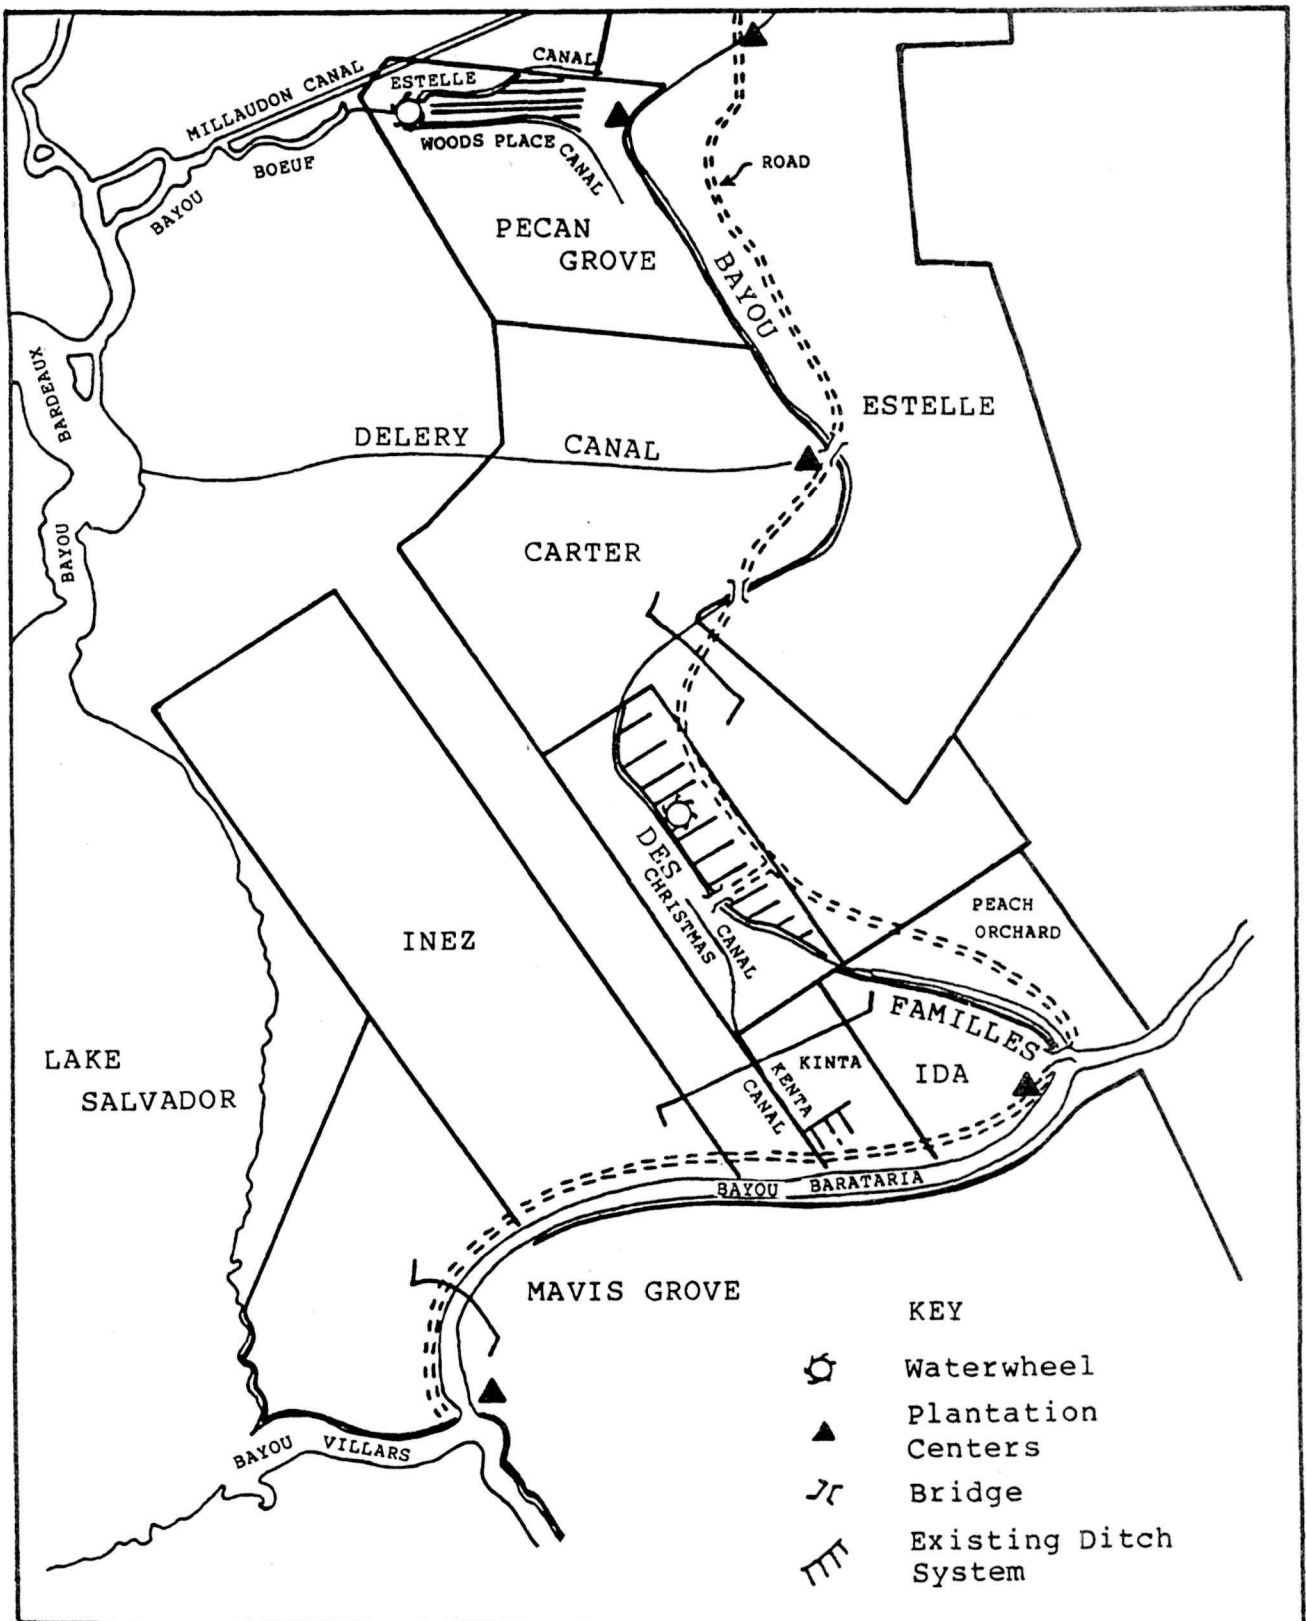 CANAL
ESTELLE
MILLAUDON CANAL
WOODS PLACE
CANAL
BOEUF
BAYOU
ROAD
PECAN
GROVE
BAYOU
BARDEAUX
BAYOU
ESTELLE
DELERY CANAL
CARTER
DES
CHRISTMAS
CANAL
PEACH
ORCHARD
INEZ
FAMILLES
LAKE
SALVADOR
KINTA
IDA
KENTA
CANAL
BAYOU BARATARIA
MAVIS GROVE
BAYOU VILLARS
KEY
Waterwheel
Plantation
Centers
Bridge
Existing Ditch
System